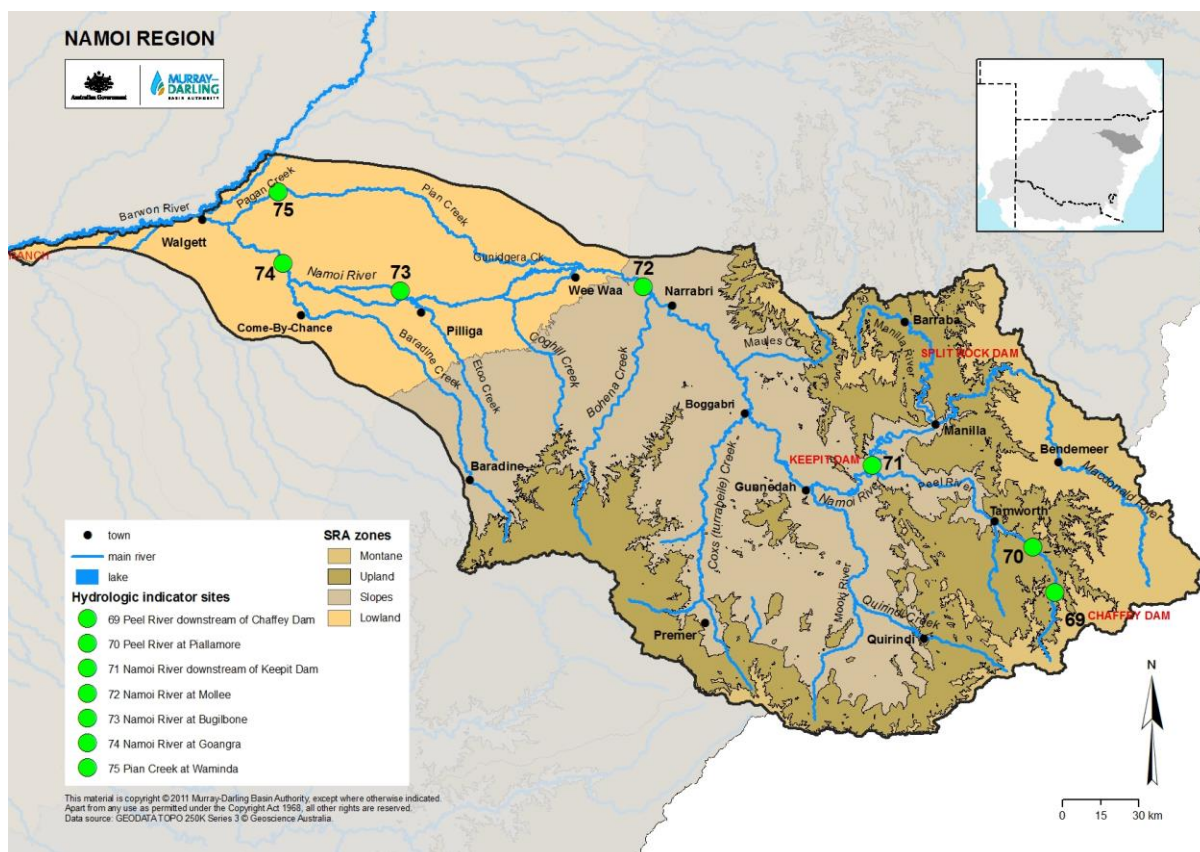 NAMOI REGION
Australian Government
MURRAY-
DARLING
BASIN AUTHORITY
Barwon River
Pagan Creek
75
Pian Creek
Walgett
RANCH
74
Namoi River
73
Gunidgera Ck
72
Wee Waa
Narrabri
Come-By-Chance
Pilliga
Baradine Creek
Etoo Creek
Coghill Creek
Bohena Creek
Maules Ck
Manilla River
Barraba
SPLIT ROCK DAM
Boggabri
Manilla
KEEPIT DAM
71
Bendemeer
Macdonald River
Baradine
Gunnedah
Namoi River
Peel River
Tamworth
Coxs (turrabeile) Creek
70
Mooki River
Quirindi Creek
69
CHAFFEY DAM
Premer
Quirindi
town
main river
lake
Hydrologic indicator sites
69 Peel River downstream of Chaffey Dam
70 Peel River at Piallamore
71 Namoi River downstream of Keepit Dam
72 Namoi River at Mollee
73 Namoi River at Bugilbone
74 Namoi River at Goangra
75 Pian Creek at Waminda
SRA zones
Montane
Upland
Slopes
Lowland
N
0 15 30 km
This material is copyright © 2011 Murray-Darling Basin Authority, except where otherwise indicated.
Apart from any use as permitted under the Copyright Act 1968, all other rights are reserved.
Data source: GEODATA TOPO 250K Series 3 © Geoscience Australia.